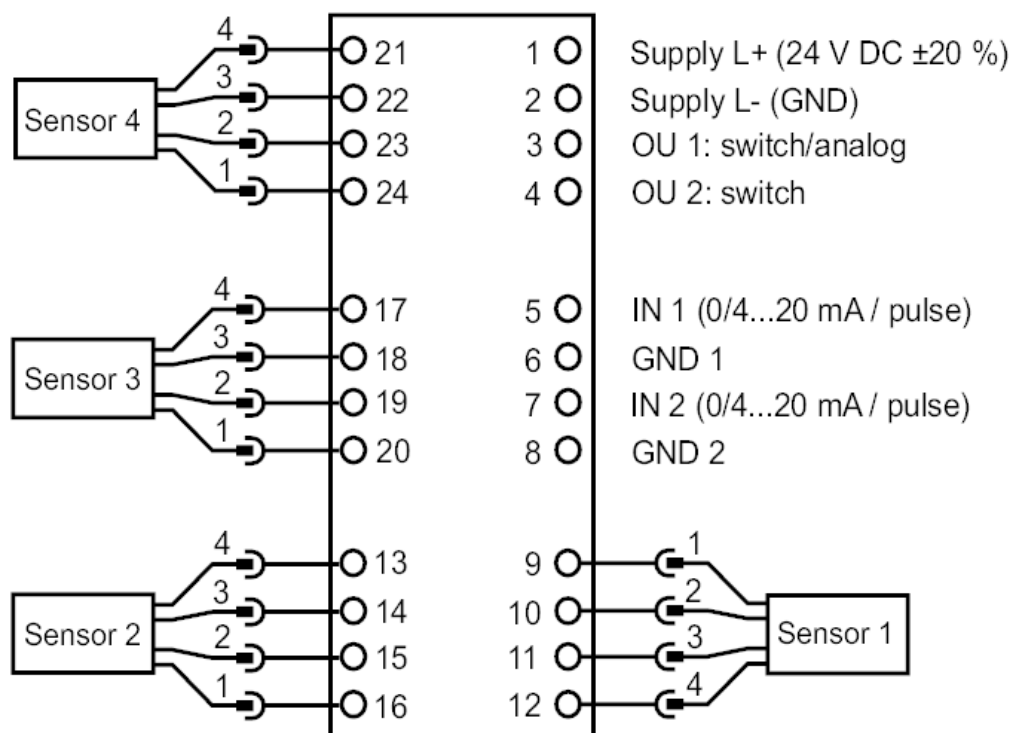 4 21 1 Supply L+ (24 V DC ±20 %)
3 22 2 Supply L- (GND)
Sensor 4
2 23 3 OU 1: switch/analog
1 24 4 OU 2: switch
4 17 5 IN 1 (0/4...20 mA / pulse)
3 18 6 GND 1
Sensor 3
2 19 7 IN 2 (0/4...20 mA / pulse)
1 20 8 GND 2
4 13 9 1
3 14 10 2
Sensor 2 Sensor 1
2 15 11 3
1 16 12 4